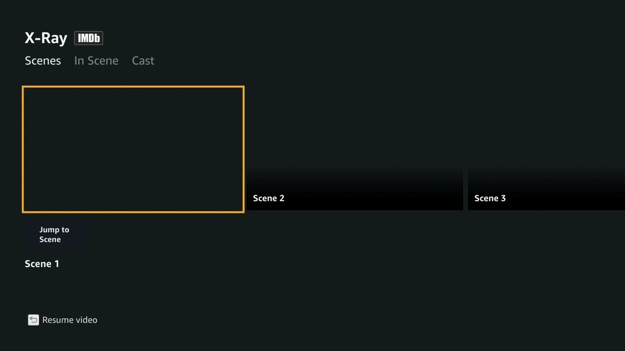 X-Ray IMDb
Scenes In Scene Cast
Scene 2 Scene 3
Jump to
Scene
Scene 1
Resume video